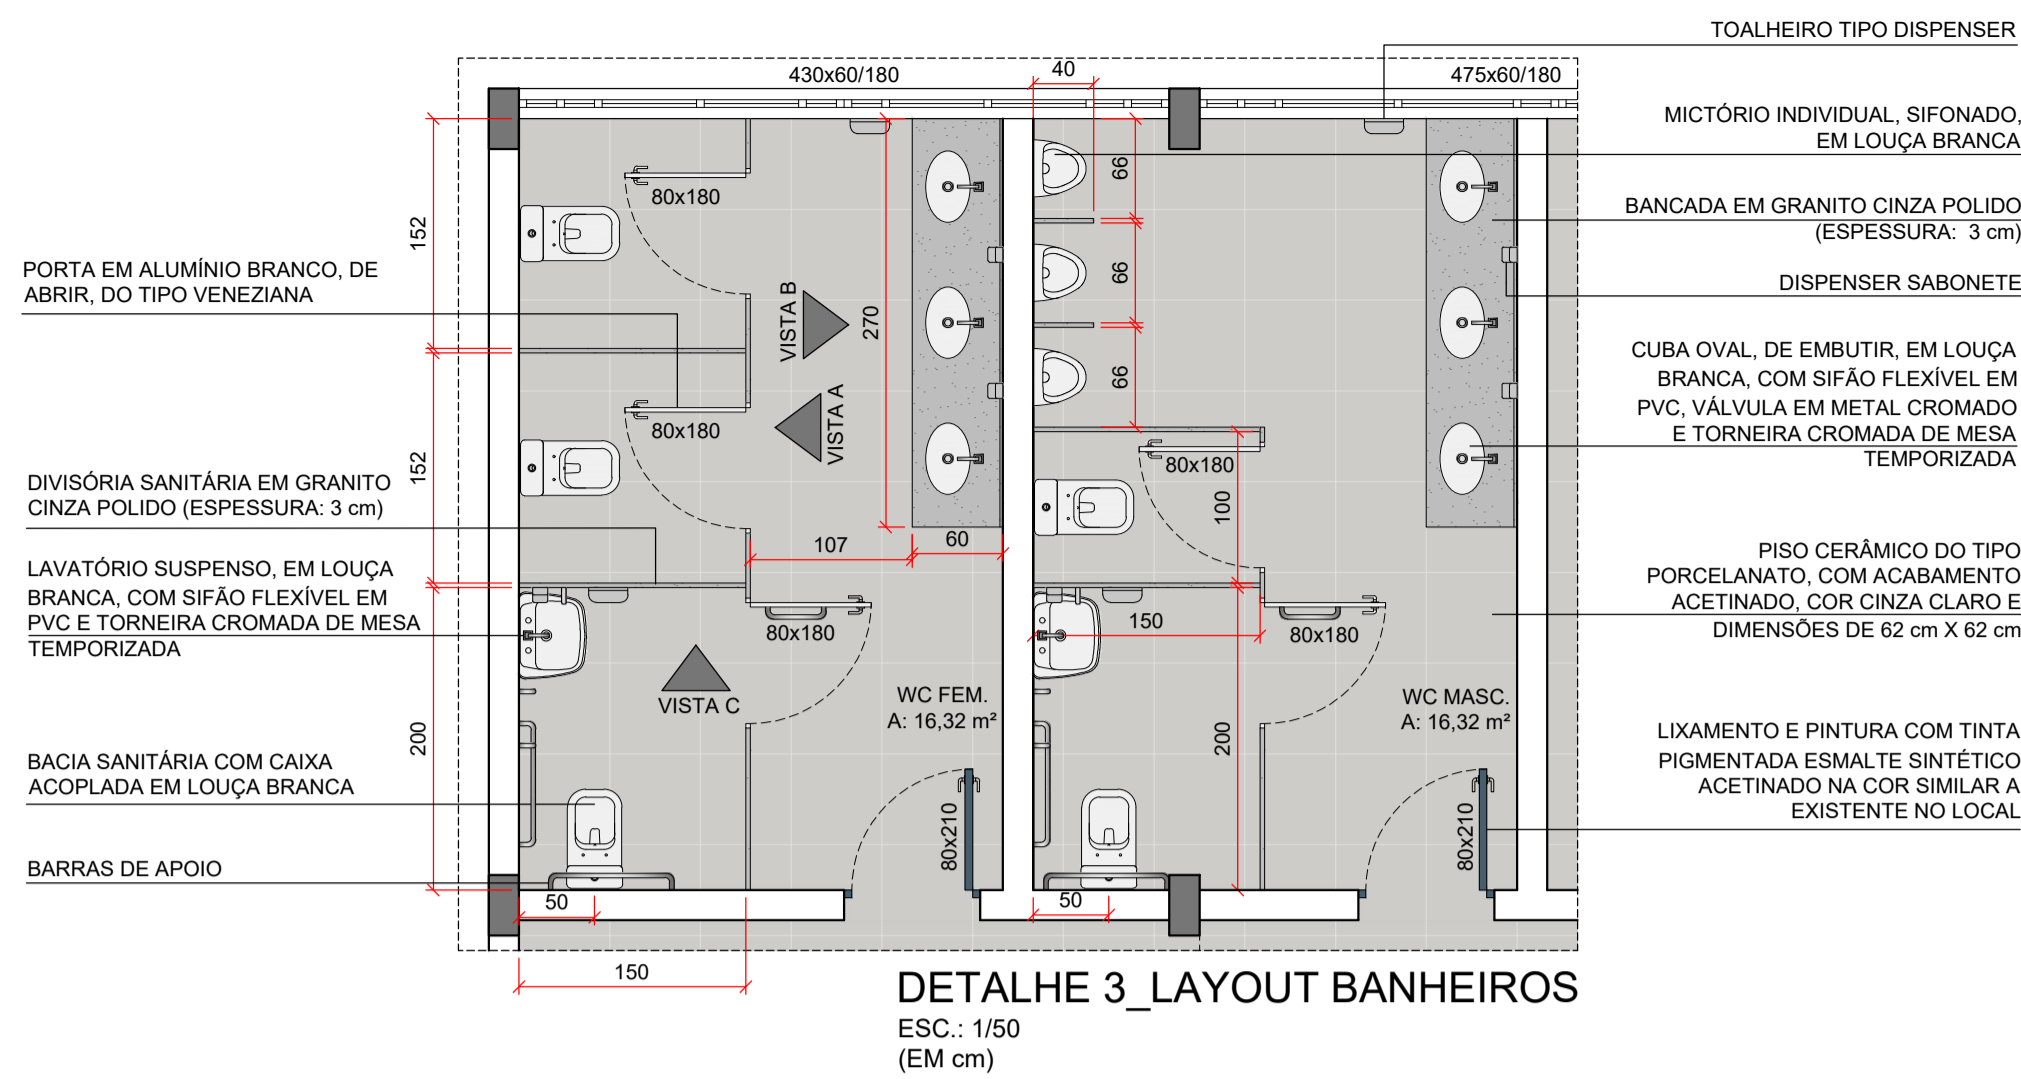 TOALHEIRO TIPO DISPENSER
430x60/180
40
475x60/180
MICTÓRIO INDIVIDUAL, SIFONADO,
EM LOUÇA BRANCA
BANCADA EM GRANITO CINZA POLIDO
(ESPESSURA: 3 cm)
DISPENSER SABONETE
CUBA OVAL, DE EMBUTIR, EM LOUÇA
BRANCA, COM SIFÃO FLEXÍVEL EM
PVC, VÁLVULA EM METAL CROMADO
E TORNEIRA CROMADA DE MESA
TEMPORIZADA
PISO CERÂMICO DO TIPO
PORCELANATO, COM ACABAMENTO
ACETINADO, COR CINZA CLARO E
DIMENSÕES DE 62 cm X 62 cm
LIXAMENTO E PINTURA COM TINTA
PIGMENTADA ESMALTE SINTÉTICO
ACETINADO NA COR SIMILAR A
EXISTENTE NO LOCAL
PORTA EM ALUMÍNIO BRANCO, DE
ABRIR, DO TIPO VENEZIANA
DIVISÓRIA SANITÁRIA EM GRANITO
CINZA POLIDO (ESPESSURA: 3 cm)
LAVATÓRIO SUSPENSO, EM LOUÇA
BRANCA, COM SIFÃO FLEXÍVEL EM
PVC E TORNEIRA CROMADA DE MESA
TEMPORIZADA
BACIA SANITÁRIA COM CAIXA
ACOPLADA EM LOUÇA BRANCA
BARRAS DE APOIO
152
152
200
80x180
80x180
VISTA B
VISTA A
270
107
60
80x180
VISTA C
WC FEM.
A: 16,32 m²
80x210
50
150
66
66
66
80x180
100
150
80x180
200
WC MASC.
A: 16,32 m²
80x210
50
DETALHE 3_LAYOUT BANHEIROS
ESC.: 1/50
(EM cm)